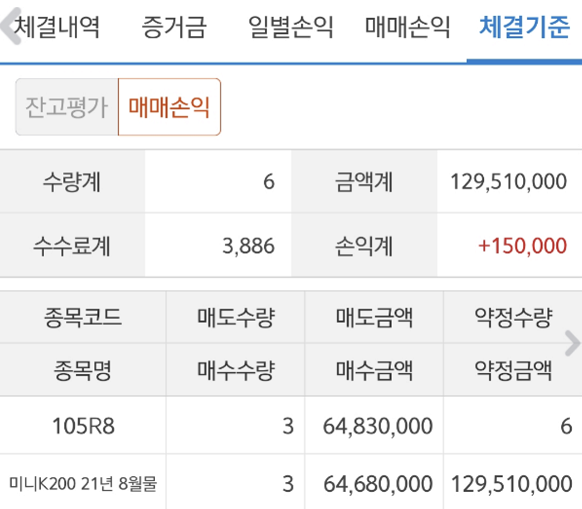 체결내역 증거금 일별손익 매매손익 체결기준
잔고평가 매매손익
수량계 6 금액계 129,510,000
수수료계 3,886 손익계 +150,000
종목코드 매도수량 매도금액 약정수량
종목명 매수수량 매수금액 약정금액
105R8 3 64,830,000 6
미니K200 21년 8월물 3 64,680,000 129,510,000